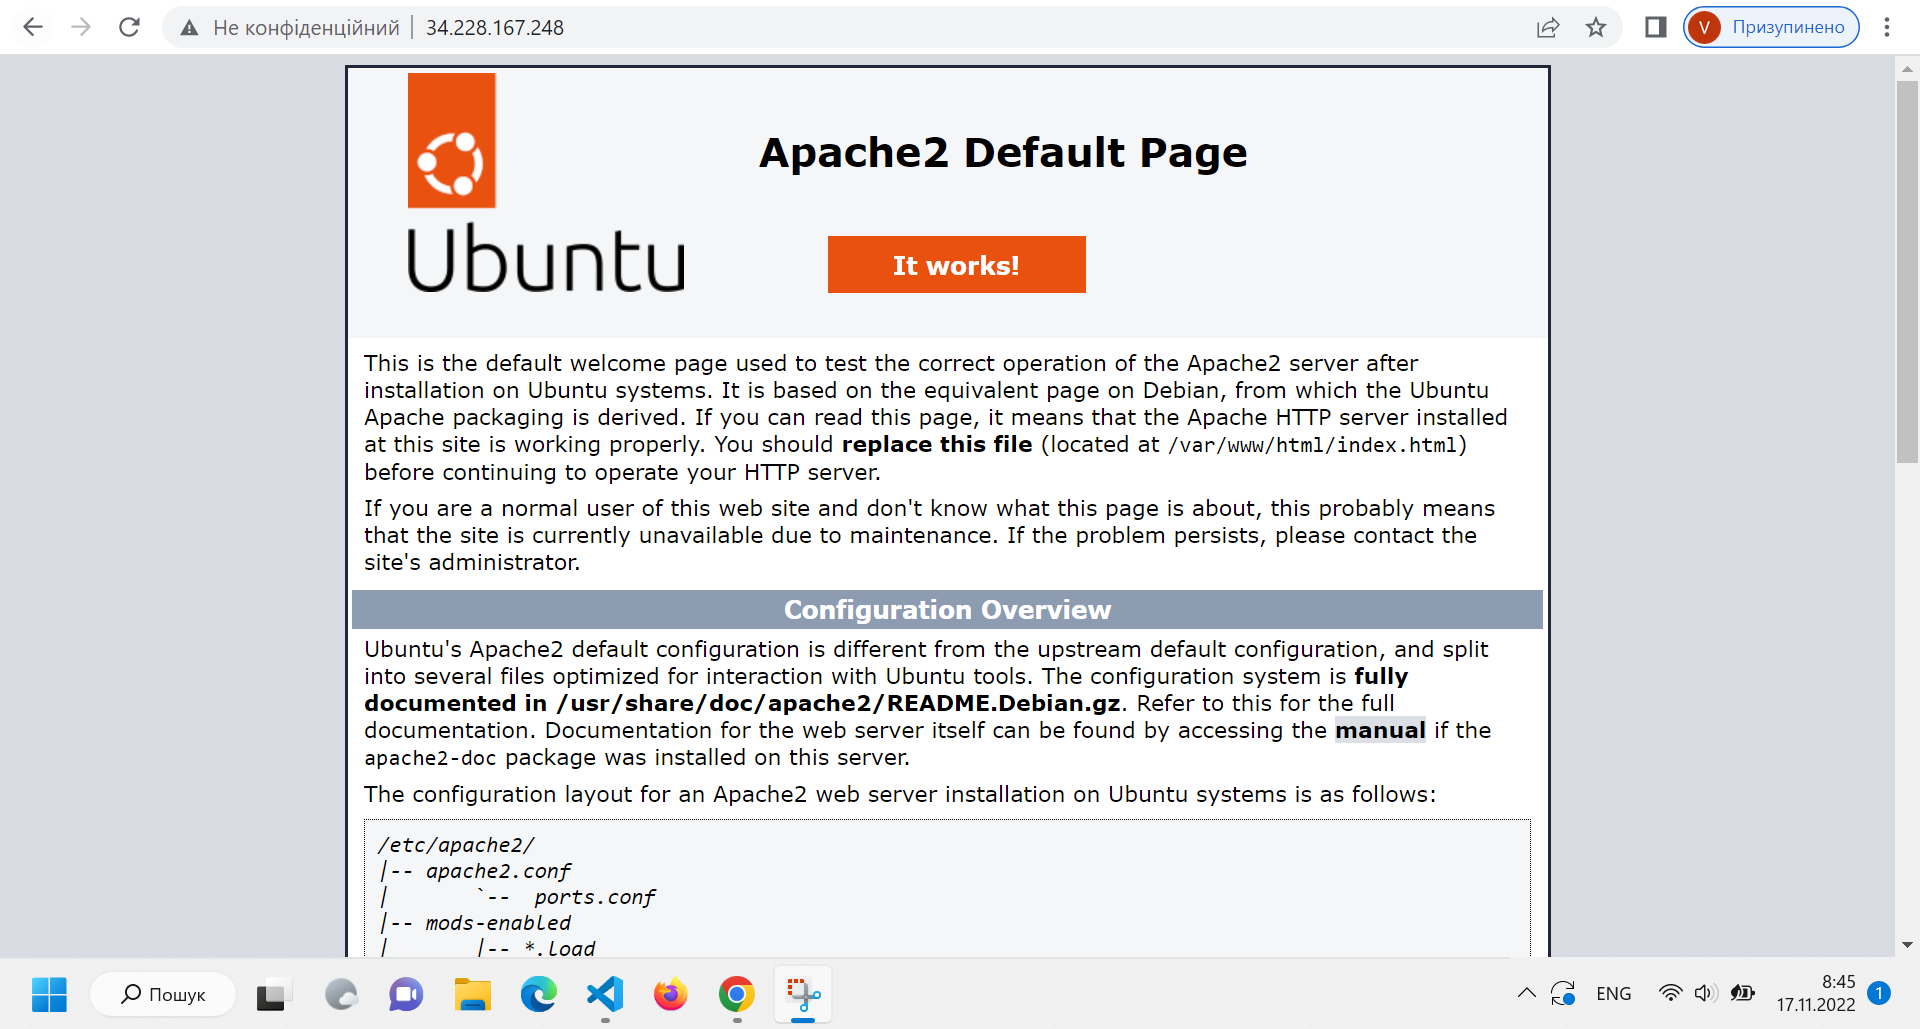 Не конфіденційний
34.228.167.248
V
Призупинено
Ubuntu
Apache2 Default Page
It works!
This is the default welcome page used to test the correct operation of the Apache2 server after
installation on Ubuntu systems. It is based on the equivalent page on Debian, from which the Ubuntu
Apache packaging is derived. If you can read this page, it means that the Apache HTTP server installed
at this site is working properly. You should replace this file (located at /var/www/html/index.html)
before continuing to operate your HTTP server.
If you are a normal user of this web site and don't know what this page is about, this probably means
that the site is currently unavailable due to maintenance. If the problem persists, please contact the
site's administrator.
Configuration Overview
Ubuntu's Apache2 default configuration is different from the upstream default configuration, and split
into several files optimized for interaction with Ubuntu tools. The configuration system is fully
documented in /usr/share/doc/apache2/README.Debian.gz. Refer to this for the full
documentation. Documentation for the web server itself can be found by accessing the manual if the
apache2-doc package was installed on this server.
The configuration layout for an Apache2 web server installation on Ubuntu systems is as follows:
/etc/apache2/
|-- apache2.conf
|       `--  ports.conf
|-- mods-enabled
|       |-- *.load
Пошук
ENG
8:45
17.11.2022
1